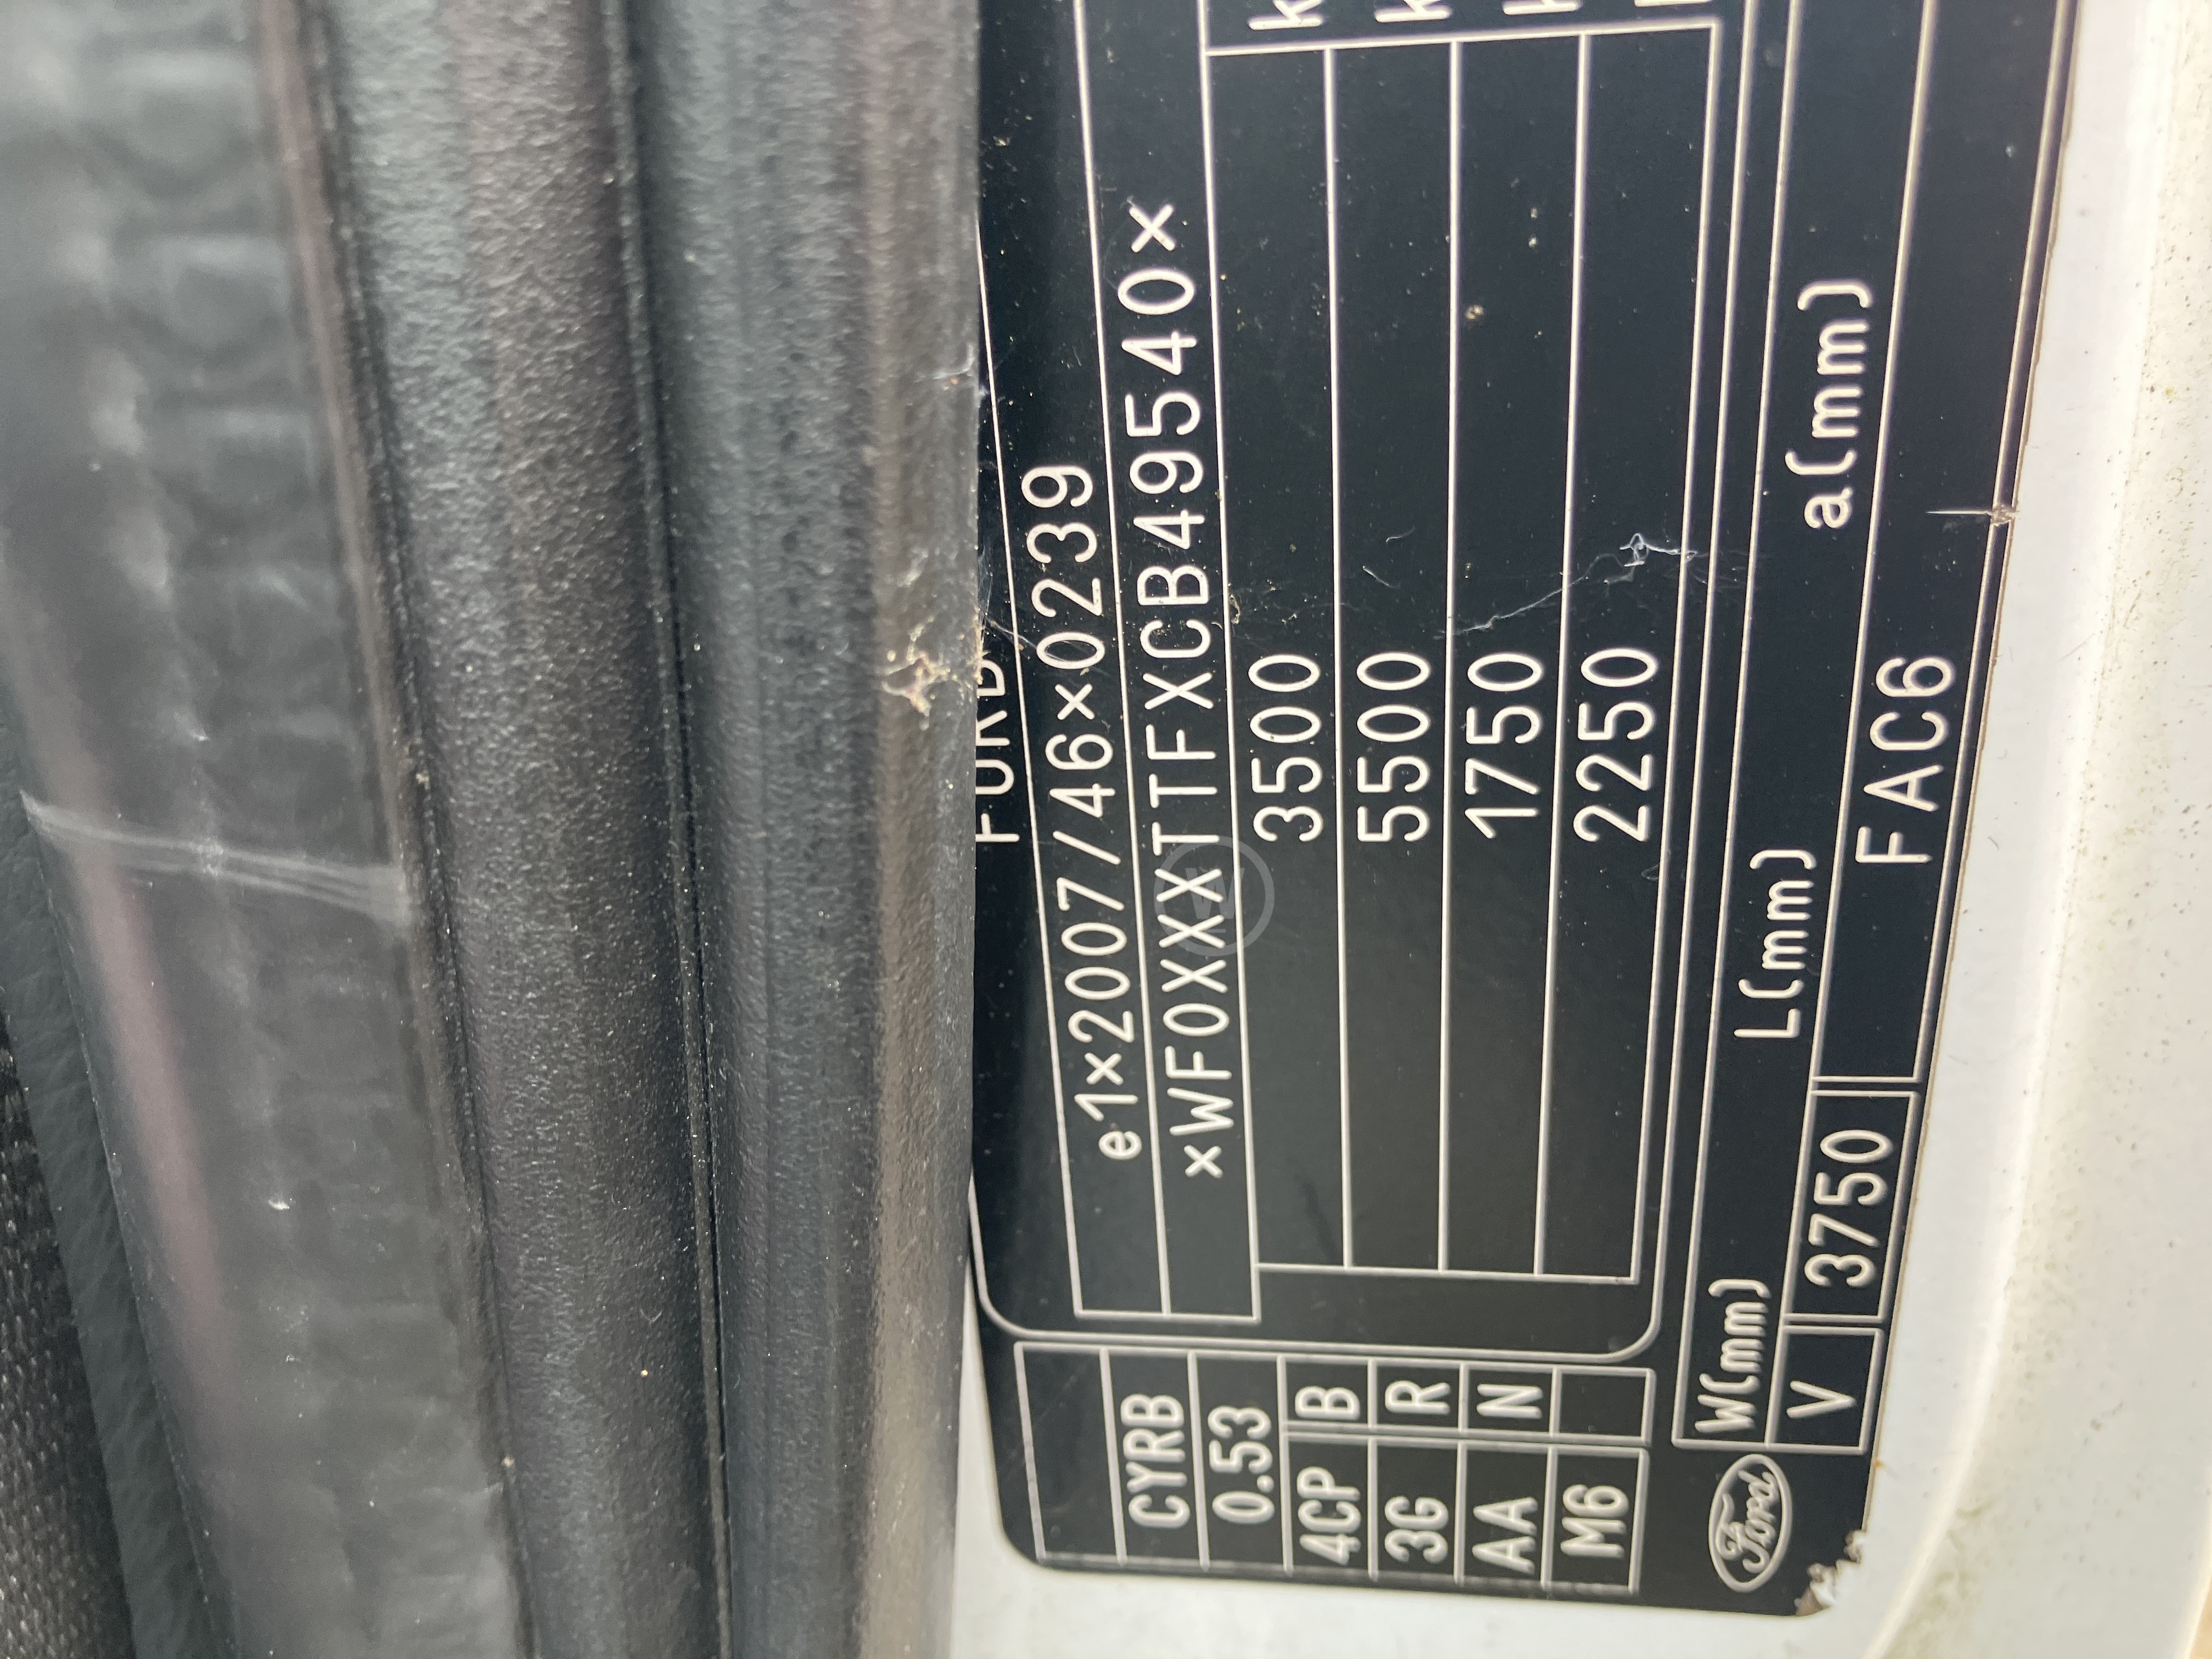 FORD
e1×2007/46×0239
×WF0XXXTTFXCB49540×
3500
5500
1750
2250
CYRB
0.53
4CP B
3G R
AA N
M6
Ford
W(mm) L(mm) a(mm)
V 3750 FAC6